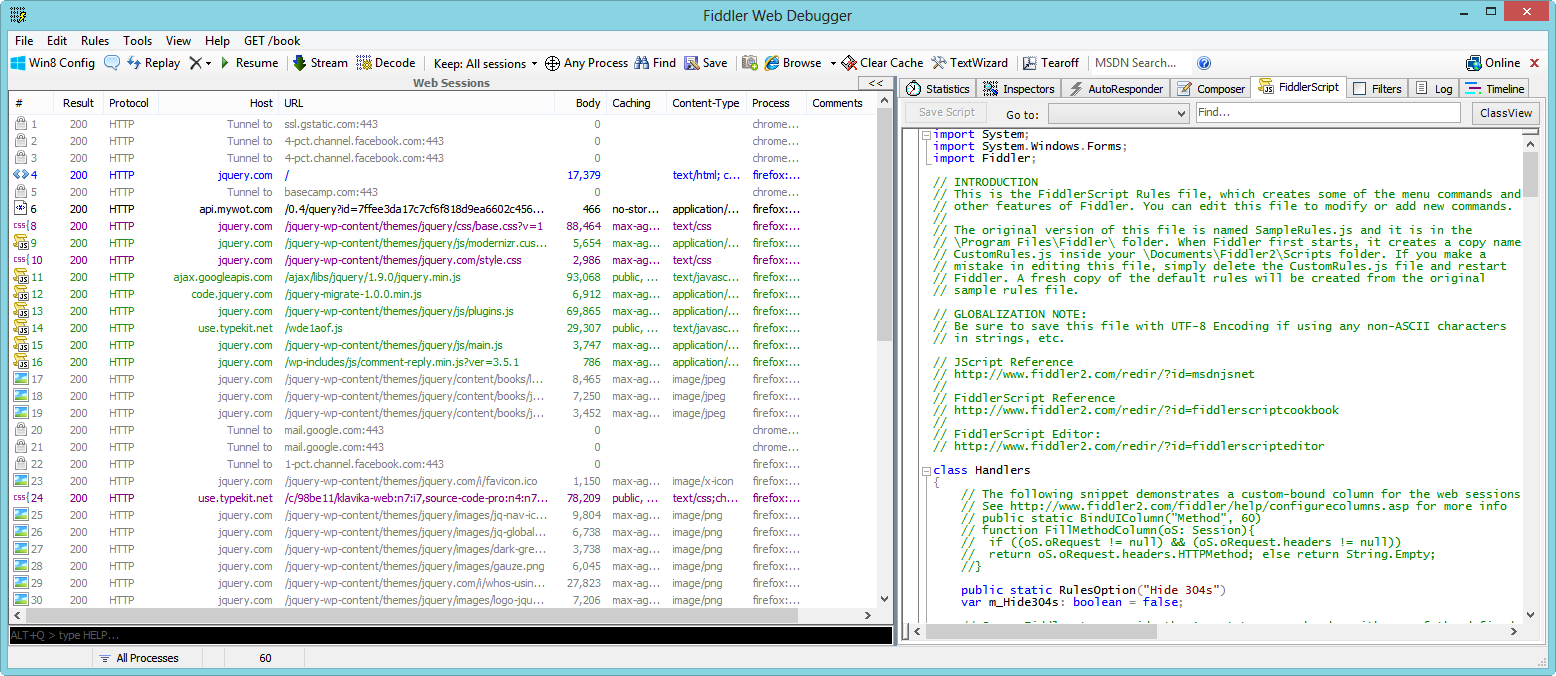 Fiddler Web Debugger
File Edit Rules Tools View Help GET /book
Win8 Config Replay Resume Stream Decode Keep: All sessions Any Process Find Save Browse Clear Cache TextWizard Tearoff MSDN Search... Online
Web Sessions <<
# Result Protocol Host URL Body Caching Content-Type Process Comments
1 200 HTTP Tunnel to ssl.gstatic.com:443 0 chrome...
2 200 HTTP Tunnel to 4-pct.channel.facebook.com:443 0 chrome...
3 200 HTTP Tunnel to 4-pct.channel.facebook.com:443 0 chrome...
4 200 HTTP jquery.com / 17,379 text/html; c... firefox:...
5 200 HTTP Tunnel to basecamp.com:443 0 chrome...
6 200 HTTP api.mywot.com /0.4/query?id=7ffee3da17c7cf6f818d9ea6602c456... 466 no-stor... application/... firefox:...
8 200 HTTP jquery.com /jquery-wp-content/themes/jquery/css/base.css?v=1 88,464 max-ag... text/css firefox:...
9 200 HTTP jquery.com /jquery-wp-content/themes/jquery/js/modernizr.cus... 5,654 max-ag... application/... firefox:...
10 200 HTTP jquery.com /jquery-wp-content/themes/jquery.com/style.css 2,986 max-ag... text/css firefox:...
11 200 HTTP ajax.googleapis.com /ajax/libs/jquery/1.9.0/jquery.min.js 93,068 public, ... text/javasc... firefox:...
12 200 HTTP code.jquery.com /jquery-migrate-1.0.0.min.js 6,912 max-ag... application/... firefox:...
13 200 HTTP jquery.com /jquery-wp-content/themes/jquery/js/plugins.js 69,865 max-ag... application/... firefox:...
14 200 HTTP use.typekit.net /wde1aof.js 29,307 public, ... text/javasc... firefox:...
15 200 HTTP jquery.com /jquery-wp-content/themes/jquery/js/main.js 3,747 max-ag... application/... firefox:...
16 200 HTTP jquery.com /wp-includes/js/comment-reply.min.js?ver=3.5.1 786 max-ag... application/... firefox:...
17 200 HTTP jquery.com /jquery-wp-content/themes/jquery/content/books/l... 8,465 max-ag... image/jpeg firefox:...
18 200 HTTP jquery.com /jquery-wp-content/themes/jquery/content/books/j... 7,250 max-ag... image/jpeg firefox:...
19 200 HTTP jquery.com /jquery-wp-content/themes/jquery/content/books/j... 3,452 max-ag... image/jpeg firefox:...
20 200 HTTP Tunnel to mail.google.com:443 0 chrome...
21 200 HTTP Tunnel to mail.google.com:443 0 chrome...
22 200 HTTP Tunnel to 1-pct.channel.facebook.com:443 0 chrome...
23 200 HTTP jquery.com /jquery-wp-content/themes/jquery.com/i/favicon.ico 1,150 max-ag... image/x-icon firefox:...
24 200 HTTP use.typekit.net /c/98be11/klavika-web:n7:i7,source-code-pro:n4:n7... 78,209 public, ... text/css;ch... firefox:...
25 200 HTTP jquery.com /jquery-wp-content/themes/jquery/images/jq-nav-ic... 9,804 max-ag... image/png firefox:...
26 200 HTTP jquery.com /jquery-wp-content/themes/jquery/images/jq-global... 6,738 max-ag... image/png firefox:...
27 200 HTTP jquery.com /jquery-wp-content/themes/jquery/images/dark-gre... 3,738 max-ag... image/png firefox:...
28 200 HTTP jquery.com /jquery-wp-content/themes/jquery/images/gauze.png 6,045 max-ag... image/png firefox:...
29 200 HTTP jquery.com /jquery-wp-content/themes/jquery.com/i/whos-usin... 27,823 max-ag... image/png firefox:...
30 200 HTTP jquery.com /jquery-wp-content/themes/jquery/images/logo-jqu... 7,206 max-ag... image/png firefox:...
ALT+Q > type HELP...
All Processes 60
Statistics Inspectors AutoResponder Composer FiddlerScript Filters Log Timeline
Save Script Go to: Find... ClassView
import System;
import System.Windows.Forms;
import Fiddler;
// INTRODUCTION
// This is the FiddlerScript Rules file, which creates some of the menu commands and
// other features of Fiddler. You can edit this file to modify or add new commands.
//
// The original version of this file is named SampleRules.js and it is in the
// \Program Files\Fiddler\ folder. When Fiddler first starts, it creates a copy name
// CustomRules.js inside your \Documents\Fiddler2\Scripts folder. If you make a
// mistake in editing this file, simply delete the CustomRules.js file and restart
// Fiddler. A fresh copy of the default rules will be created from the original
// sample rules file.
// GLOBALIZATION NOTE:
// Be sure to save this file with UTF-8 Encoding if using any non-ASCII characters
// in strings, etc.
// JScript Reference
// http://www.fiddler2.com/redir/?id=msdnjsnet
//
// FiddlerScript Reference
// http://www.fiddler2.com/redir/?id=fiddlerscriptcookbook
//
// FiddlerScript Editor:
// http://www.fiddler2.com/redir/?id=fiddlerscripteditor
class Handlers
{
// The following snippet demonstrates a custom-bound column for the web sessions
// See http://www.fiddler2.com/fiddler/help/configurecolumns.asp for more info
// public static BindUIColumn("Method", 60)
// function FillMethodColumn(oS: Session){
//  if ((oS.oRequest != null) && (oS.oRequest.headers != null))
//  return oS.oRequest.headers.HTTPMethod; else return String.Empty;
//}
public static RulesOption("Hide 304s")
var m_Hide304s: boolean = false;